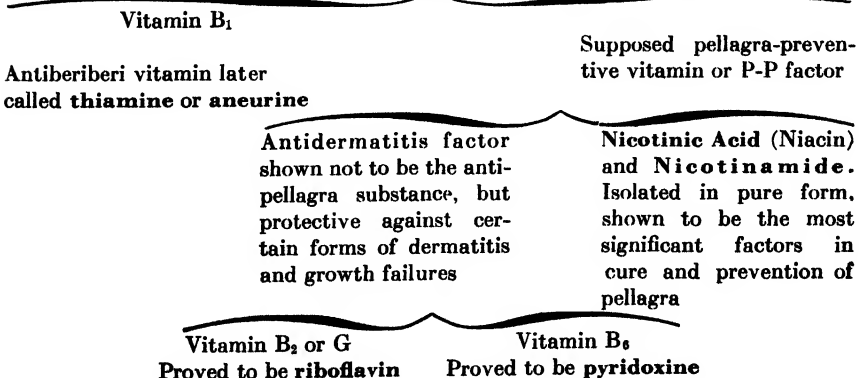 Vitamin B₁
Antiberiberi vitamin later
called thiamine or aneurine
Supposed pellagra-preven-
tive vitamin or P-P factor
Antidermatitis factor
shown not to be the anti-
pellagra substance, but
protective against cer-
tain forms of dermatitis
and growth failures
Nicotinic Acid (Niacin)
and Nicotinamide.
Isolated in pure form,
shown to be the most
significant factors in
cure and prevention of
pellagra
Vitamin B₂ or G
Proved to be riboflavin
Vitamin B₆
Proved to be pyridoxine